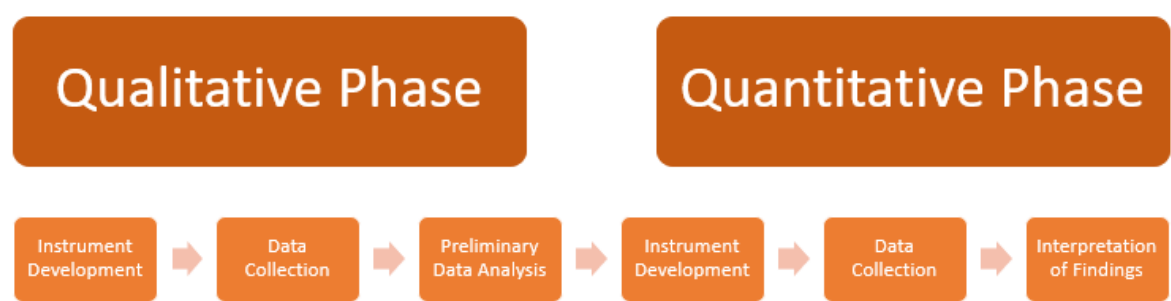 Qualitative Phase
Quantitative Phase
Instrument
Development
Data
Collection
Preliminary
Data Analysis
Instrument
Development
Data
Collection
Interpretation
of Findings